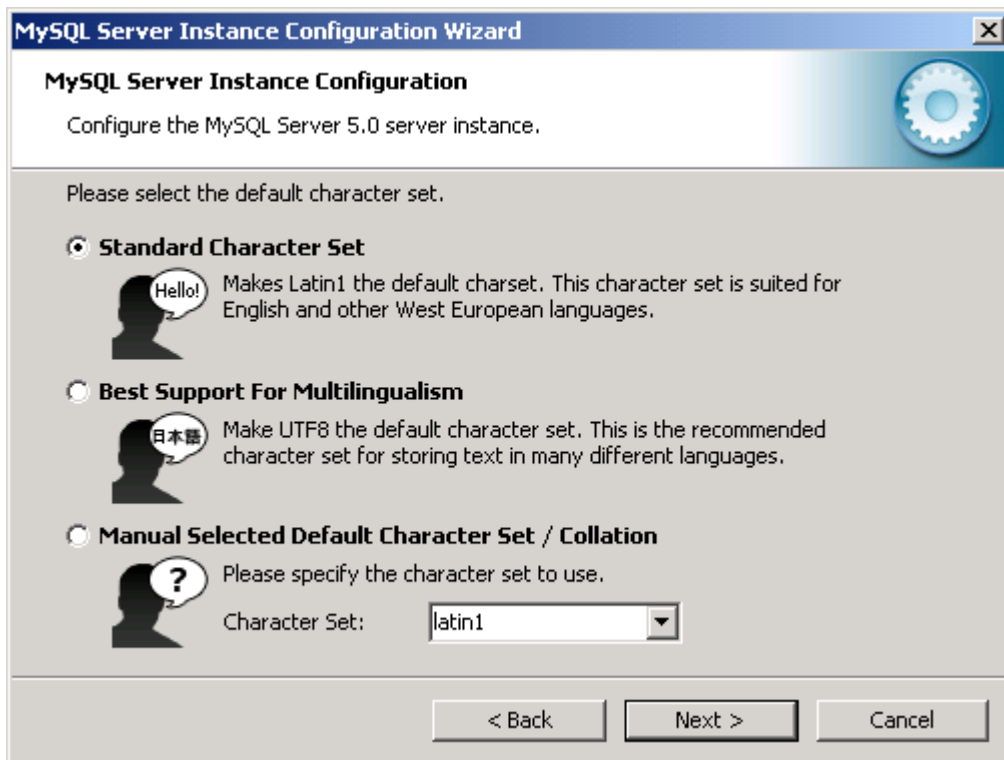 MySQL Server Instance Configuration Wizard
MySQL Server Instance Configuration
Configure the MySQL Server 5.0 server instance.
Please select the default character set.
Standard Character Set
Hello!
Makes Latin1 the default charset. This character set is suited for
English and other West European languages.
Best Support For Multilingualism
日本語
Make UTF8 the default character set. This is the recommended
character set for storing text in many different languages.
Manual Selected Default Character Set / Collation
?
Please specify the character set to use.
Character Set: latin1
< Back Next > Cancel